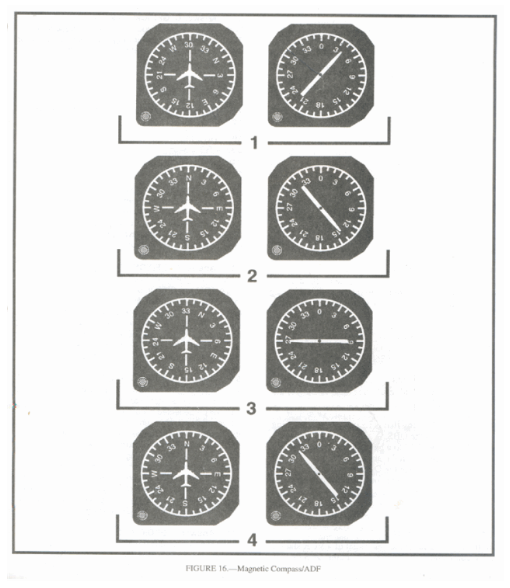 30 33 N 3 6 E 12 15 S 21 24 W
0 3 6 9 12 15 18 21 24 27 30 33
1
N 3 6 E 12 15 S 21 24 W 30 33
0 3 6 9 12 15 18 21 24 27 30 33
2
33 N 3 6 E 12 15 S 21 24 W 30
0 3 6 9 12 15 18 21 24 27 30 33
3
N 3 6 E 12 15 S 21 24 W 30 33
0 3 6 9 12 15 18 21 24 27 30 33
4
FIGURE 16.—Magnetic Compass/ADF